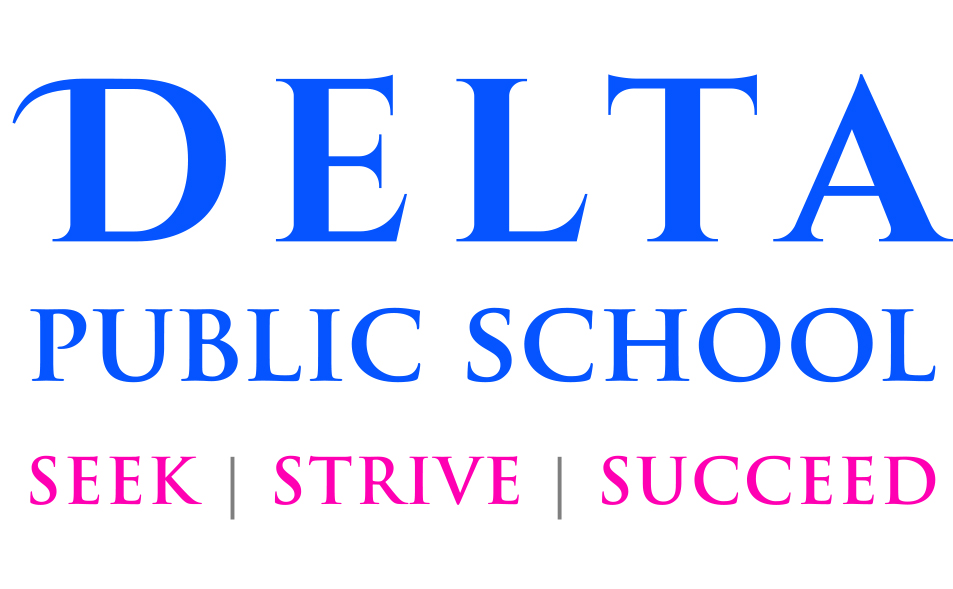 DELTA
PUBLIC SCHOOL
SEEK | STRIVE | SUCCEED